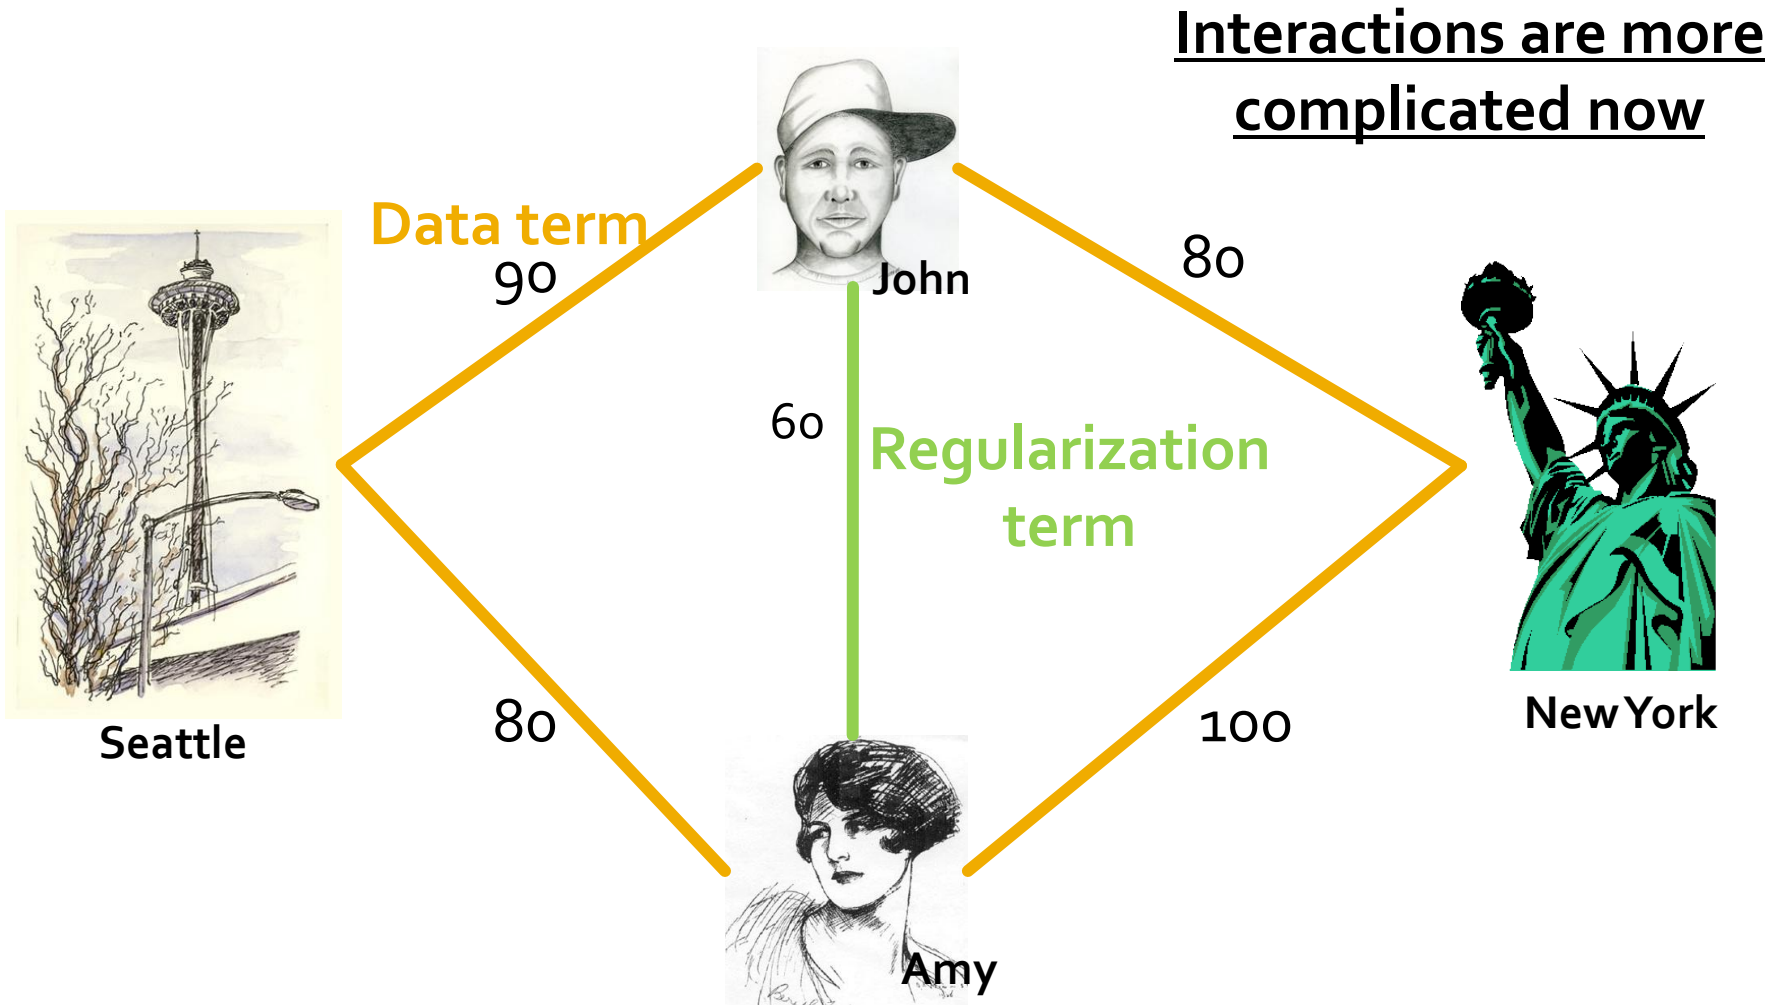 Interactions are more
complicated now
Data term
90
John
80
60
Regularization
term
Seattle
80
100
New York
Amy